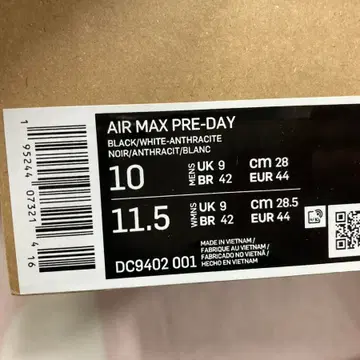 AIR MAX PRE-DAY
BLACK/WHITE-ANTHRACITE
NOIR/ANTHRACIT/BLANC
10 MENS UK 9 cm 28
BR 42 EUR 44
11.5 WMNS UK 9 cm 28.5
BR 42 EUR 44
MADE IN VIETNAM /
FABRIQUE AU VIETNAM /
FABRICADO NO VIETNÃ /
HECHO EN VIETNAM
DC9402 001
1 95244 07321 4 16